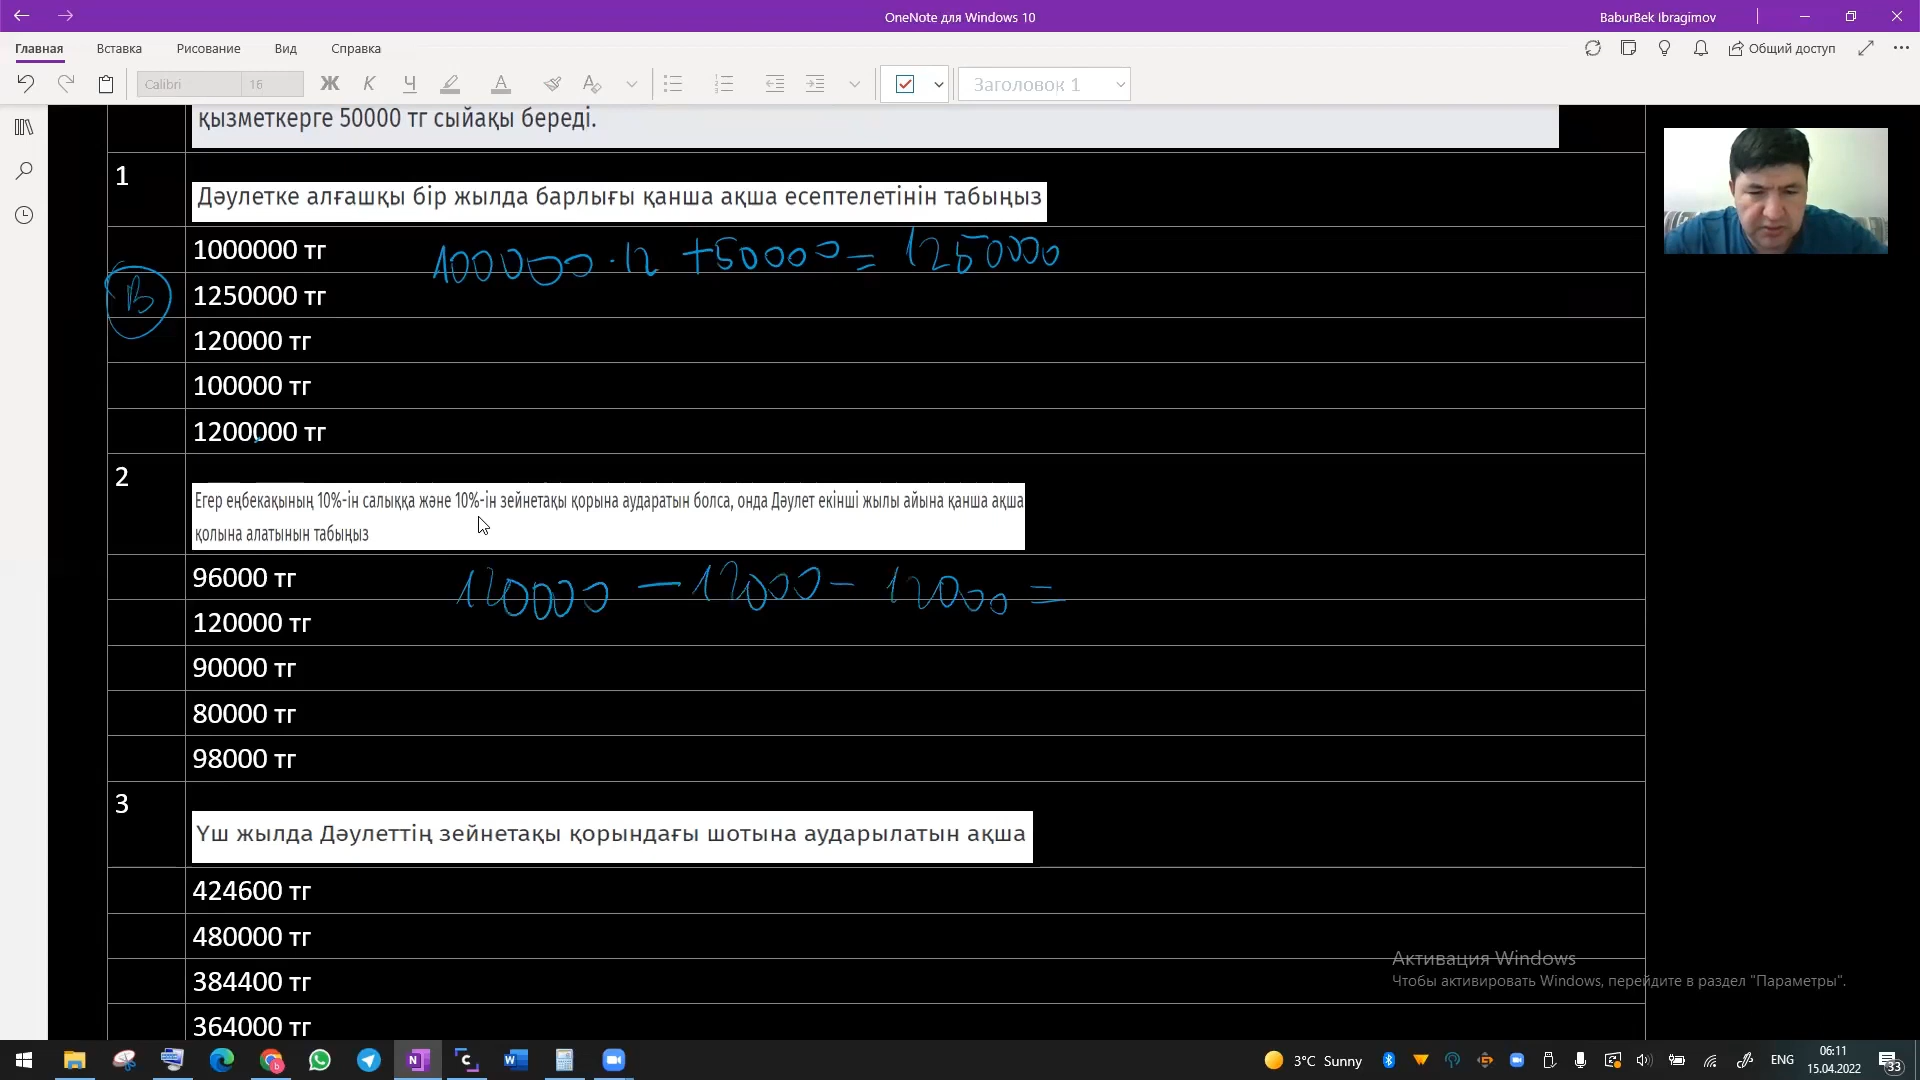 OneNote для Windows 10
BaburBek Ibragimov
Главная Вставка Рисование Вид Справка
Общий доступ
Calibri 16 Ж К Ч А
Заголовок 1
қызметкерге 50000 тг сыйақы береді.
1
Дәулетке алғашқы бір жылда барлығы қанша ақша есептелетінін табыңыз
1000000 тг
100000 · 12 + 50000 = 1250000
B
1250000 тг
120000 тг
100000 тг
1200000 тг
2
Егер еңбекақының 10%-ін салыққа және 10%-ін зейнетақы қорына аударатын болса, онда Дәулет екінші жылы айына қанша ақша
қолына алатынын табыңыз
96000 тг
120000 - 12000 - 12000 =
120000 тг
90000 тг
80000 тг
98000 тг
3
Үш жылда Дәулеттің зейнетақы қорындағы шотына аударылатын ақша
424600 тг
480000 тг
384400 тг
364000 тг
Активация Windows
Чтобы активировать Windows, перейдите в раздел "Параметры".
3°C Sunny
ENG
06:11
15.04.2022
33